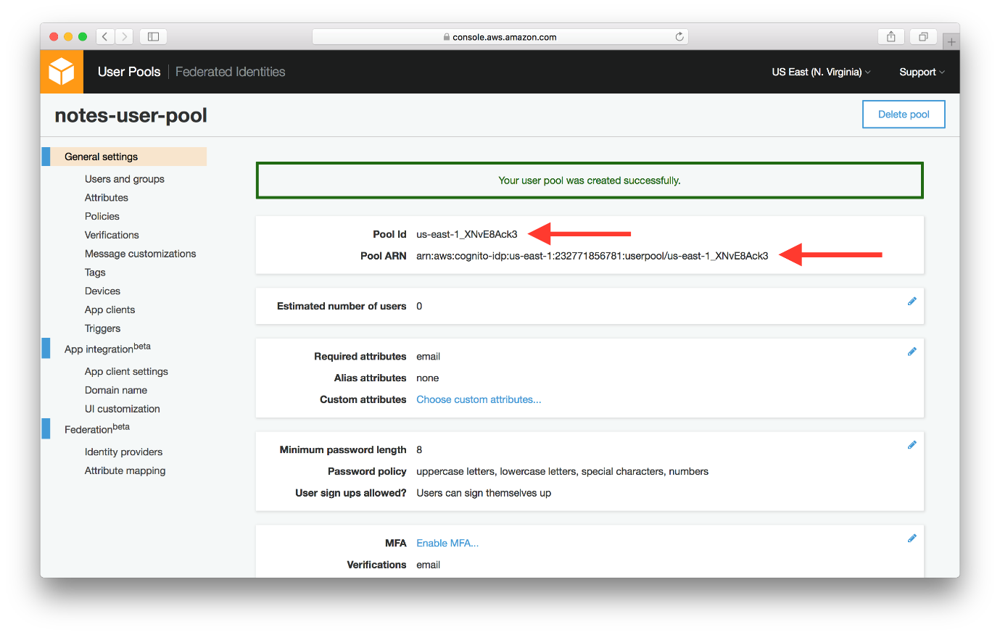 console.aws.amazon.com
User Pools
Federated Identities
US East (N. Virginia)
Support
notes-user-pool
Delete pool
General settings
Users and groups
Attributes
Policies
Verifications
Message customizations
Tags
Devices
App clients
Triggers
App integration beta
App client settings
Domain name
UI customization
Federation beta
Identity providers
Attribute mapping
Your user pool was created successfully.
Pool Id us-east-1_XNvE8Ack3
Pool ARN arn:aws:cognito-idp:us-east-1:232771856781:userpool/us-east-1_XNvE8Ack3
Estimated number of users 0
Required attributes email
Alias attributes none
Custom attributes Choose custom attributes...
Minimum password length 8
Password policy uppercase letters, lowercase letters, special characters, numbers
User sign ups allowed? Users can sign themselves up
MFA Enable MFA...
Verifications email